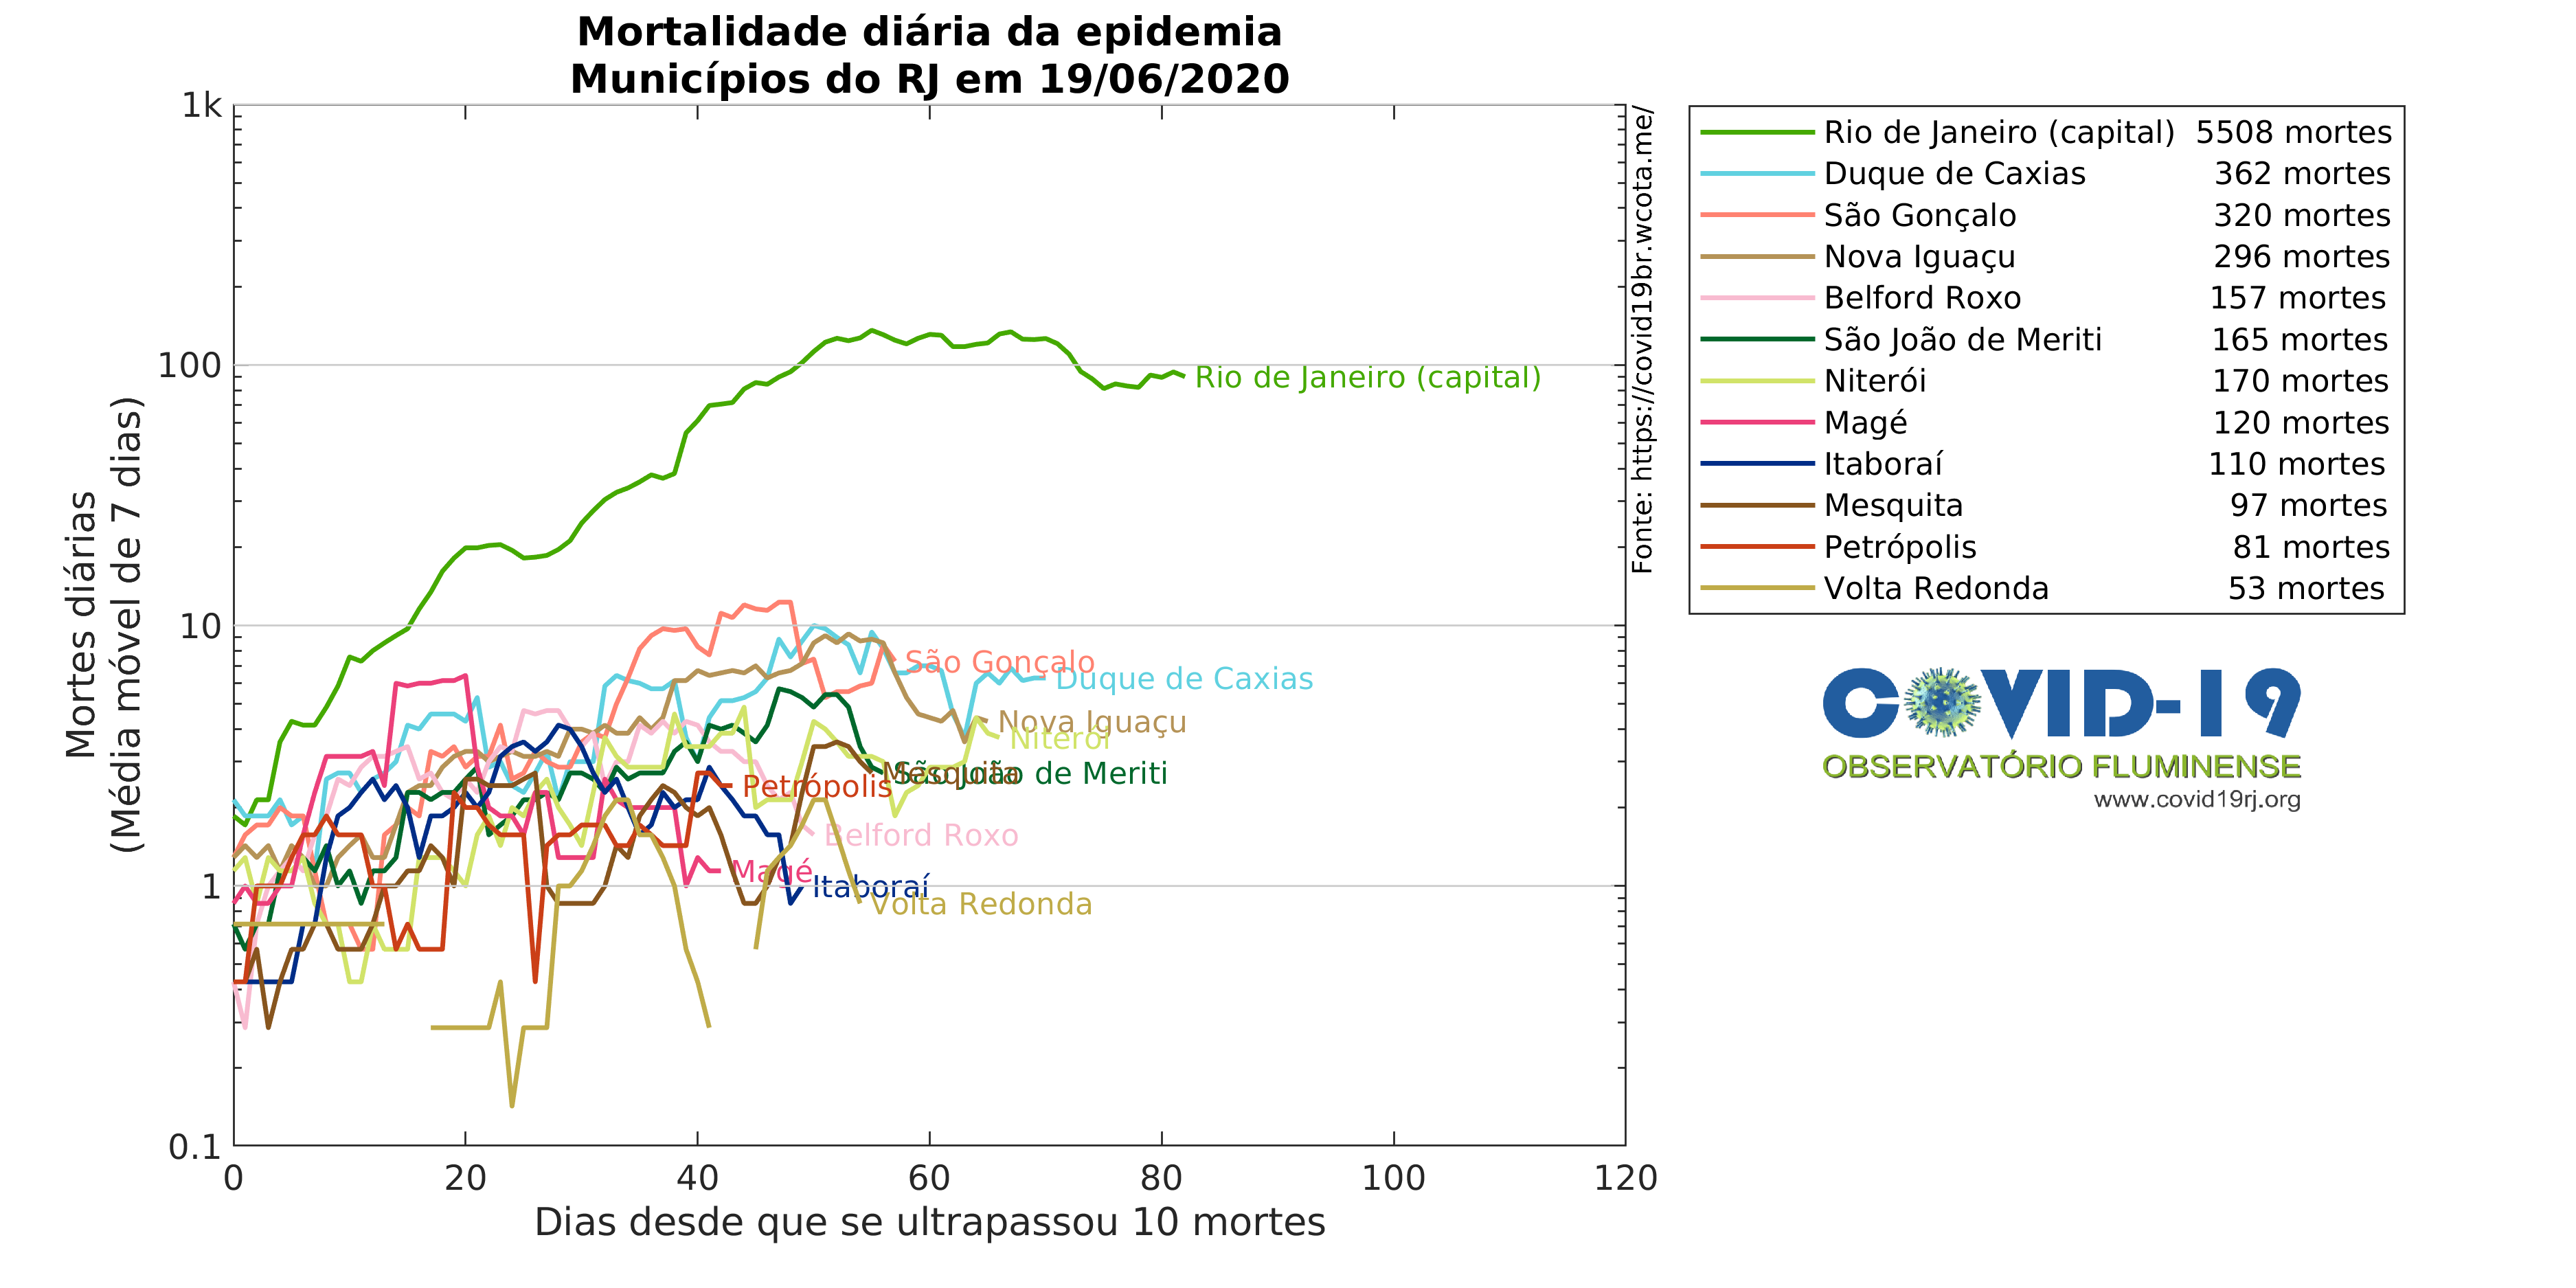 Mortalidade diária da epidemia
Municípios do RJ em 19/06/2020
Mortes diárias
(Média móvel de 7 dias)
1k
100
10
1
0.1
0
20
40
60
80
100
120
Dias desde que se ultrapassou 10 mortes
Rio de Janeiro (capital)
São Gonçalo
Duque de Caxias
Nova Iguaçu
Niterói
Mesquita
São João de Meriti
Petrópolis
Belford Roxo
Magé
Itaboraí
Volta Redonda
Fonte: https://covid19br.wcota.me/
Rio de Janeiro (capital) 5508 mortes
Duque de Caxias 362 mortes
São Gonçalo 320 mortes
Nova Iguaçu 296 mortes
Belford Roxo 157 mortes
São João de Meriti 165 mortes
Niterói 170 mortes
Magé 120 mortes
Itaboraí 110 mortes
Mesquita 97 mortes
Petrópolis 81 mortes
Volta Redonda 53 mortes
COVID-19
OBSERVATÓRIO FLUMINENSE
www.covid19rj.org